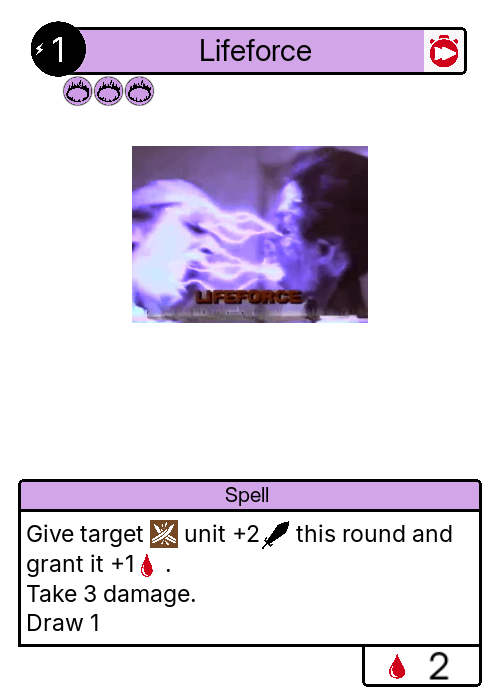 1
Lifeforce
LIFEFORCE
Spell
Give target unit +2 this round and
grant it +1 .
Take 3 damage.
Draw 1
2